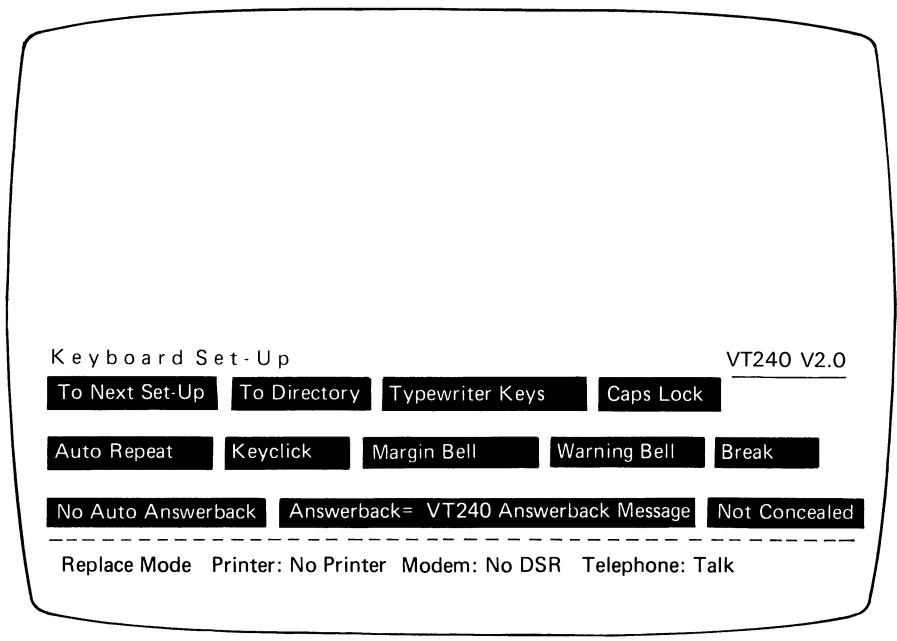 Keyboard Set-Up VT240 V2.0
To Next Set-Up To Directory Typewriter Keys Caps Lock
Auto Repeat Keyclick Margin Bell Warning Bell Break
No Auto Answerback Answerback= VT240 Answerback Message Not Concealed
Replace Mode Printer: No Printer Modem: No DSR Telephone: Talk